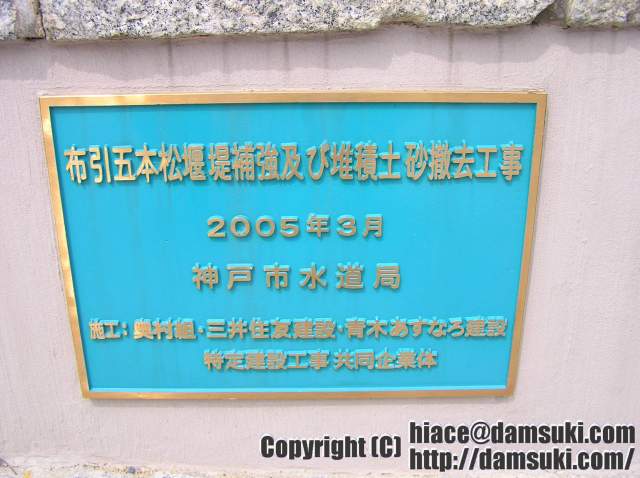 布引五本松堰堤補強及び堆積土砂撤去工事
2005年3月
神戸市水道局
施工：奥村組・三井住友建設・青木あすなろ建設
特定建設工事共同企業体
Copyright (C) hiace@damsuki.com
http://damsuki.com/